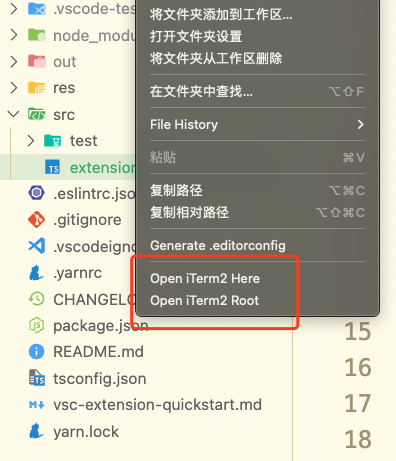 .vscode-tes
node_modu
out
res
src
test
extension
.eslintrc.jso
.gitignore
.vscodeigno
.yarnrc
CHANGELO
package.json
README.md
tsconfig.json
vsc-extension-quickstart.md
yarn.lock
将文件夹添加到工作区...
打开文件夹设置
将文件夹从工作区删除
在文件夹中查找... ⌥⇧F
File History
粘贴 ⌘V
复制路径 ⌥⌘C
复制相对路径 ⌥⇧⌘C
Generate .editorconfig
Open iTerm2 Here
Open iTerm2 Root
15
16
17
18